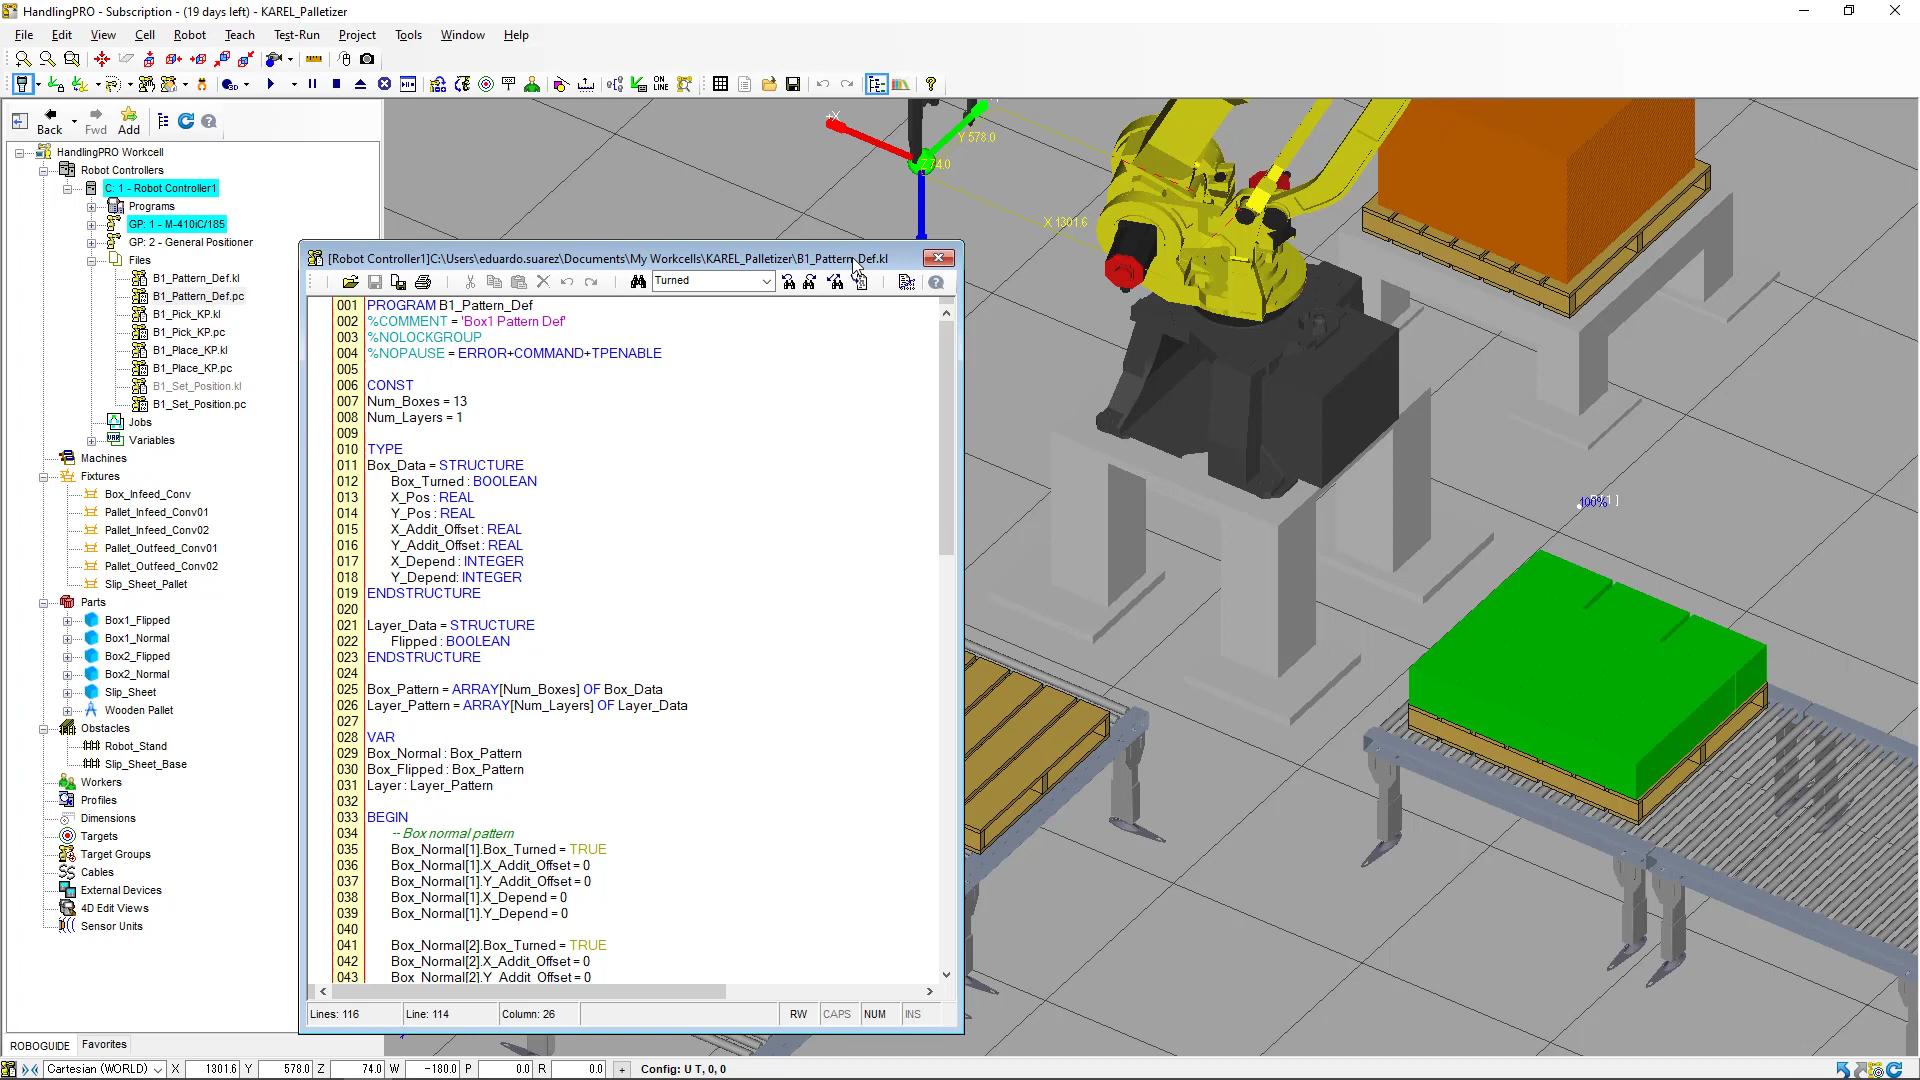 HandlingPRO - Subscription - (19 days left) - KAREL_Palletizer
File Edit View Cell Robot Teach Test-Run Project Tools Window Help
ON
LINE
Back Fwd Add
HandlingPRO Workcell
Robot Controllers
C: 1 - Robot Controller1
Programs
GP: 1 - M-410iC/185
GP: 2 - General Positioner
Files
B1_Pattern_Def.kl
B1_Pattern_Def.pc
B1_Pick_KP.kl
B1_Pick_KP.pc
B1_Place_KP.kl
B1_Place_KP.pc
B1_Set_Position.kl
B1_Set_Position.pc
Jobs
Variables
Machines
Fixtures
Box_Infeed_Conv
Pallet_Infeed_Conv01
Pallet_Infeed_Conv02
Pallet_Outfeed_Conv01
Pallet_Outfeed_Conv02
Slip_Sheet_Pallet
Parts
Box1_Flipped
Box1_Normal
Box2_Flipped
Box2_Normal
Slip_Sheet
Wooden Pallet
Obstacles
Robot_Stand
Slip_Sheet_Base
Workers
Profiles
Dimensions
Targets
Target Groups
Cables
External Devices
4D Edit Views
Sensor Units
ROBOGUIDE Favorites
+X
Y 578.0
Z74.0
X 1301.6
100%
[Robot Controller1]C:\Users\eduardo.suarez\Documents\My Workcells\KAREL_Palletizer\B1_Pattern_Def.kl
Turned
001 PROGRAM B1_Pattern_Def
002 %COMMENT = 'Box1 Pattern Def'
003 %NOLOCKGROUP
004 %NOPAUSE = ERROR+COMMAND+TPENABLE
005
006 CONST
007 Num_Boxes = 13
008 Num_Layers = 1
009
010 TYPE
011 Box_Data = STRUCTURE
012 Box_Turned : BOOLEAN
013 X_Pos : REAL
014 Y_Pos : REAL
015 X_Addit_Offset : REAL
016 Y_Addit_Offset : REAL
017 X_Depend : INTEGER
018 Y_Depend: INTEGER
019 ENDSTRUCTURE
020
021 Layer_Data = STRUCTURE
022 Flipped : BOOLEAN
023 ENDSTRUCTURE
024
025 Box_Pattern = ARRAY[Num_Boxes] OF Box_Data
026 Layer_Pattern = ARRAY[Num_Layers] OF Layer_Data
027
028 VAR
029 Box_Normal : Box_Pattern
030 Box_Flipped : Box_Pattern
031 Layer : Layer_Pattern
032
033 BEGIN
034 -- Box normal pattern
035 Box_Normal[1].Box_Turned = TRUE
036 Box_Normal[1].X_Addit_Offset = 0
037 Box_Normal[1].Y_Addit_Offset = 0
038 Box_Normal[1].X_Depend = 0
039 Box_Normal[1].Y_Depend = 0
040
041 Box_Normal[2].Box_Turned = TRUE
042 Box_Normal[2].X_Addit_Offset = 0
043 Box_Normal[2].Y_Addit_Offset = 0
Lines: 116 Line: 114 Column: 26 RW CAPS NUM INS
Cartesian (WORLD) X 1301.6 Y 578.0 Z 74.0 W -180.0 P 0.0 R 0.0 + Config: U T, 0, 0